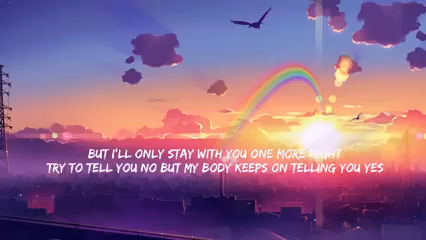 BUT I'LL ONLY STAY WITH YOU ONE MORE NIGHT
TRY TO TELL YOU NO BUT MY BODY KEEPS ON TELLING YOU YES